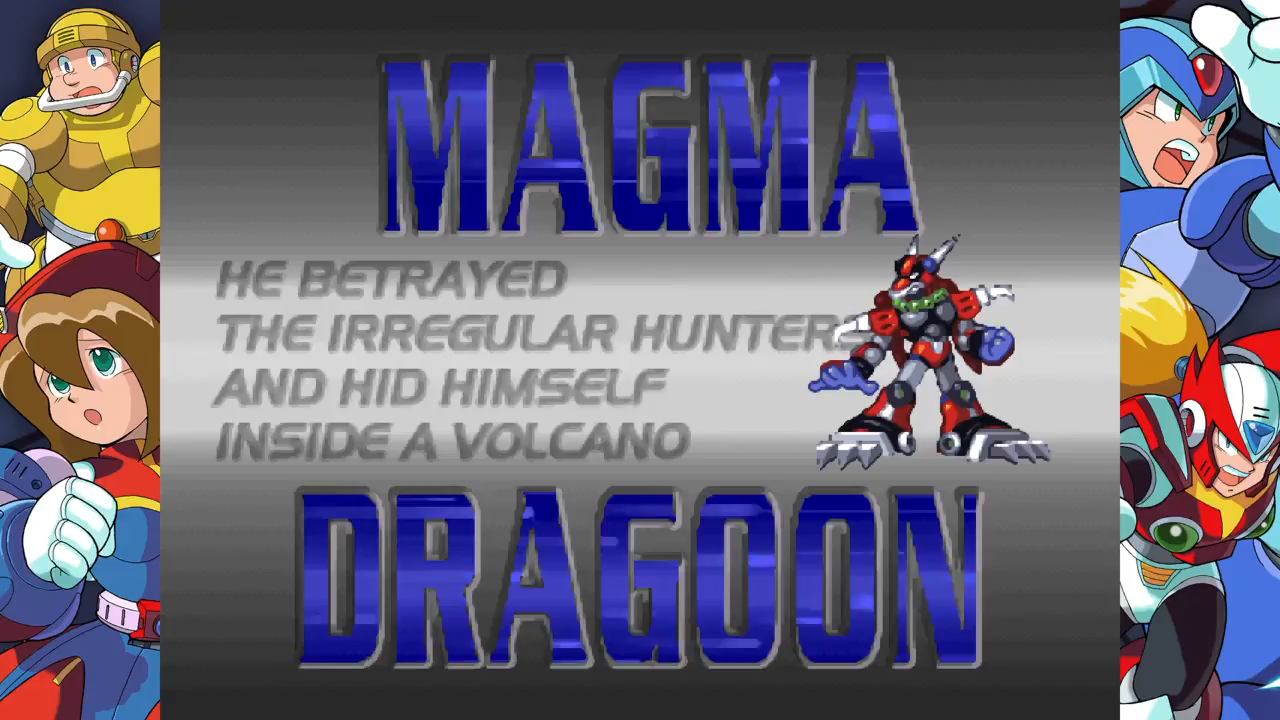 MAGMA
HE BETRAYED
THE IRREGULAR HUNTERS
AND HID HIMSELF
INSIDE A VOLCANO
DRAGOON